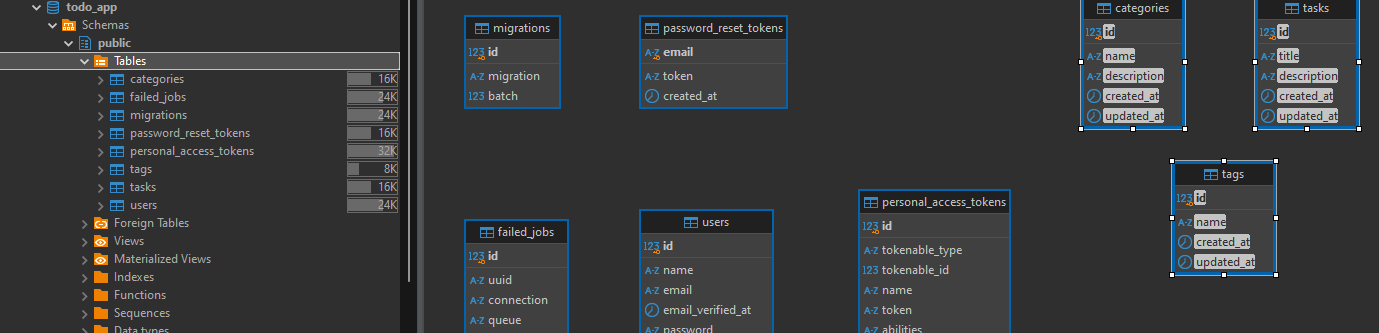 todo_app
Schemas
public
Tables
categories 16K
failed_jobs 24K
migrations 24K
password_reset_tokens 16K
personal_access_tokens 32K
tags 8K
tasks 16K
users 24K
Foreign Tables
Views
Materialized Views
Indexes
Functions
Sequences
Data types
migrations
123 id
A-Z migration
123 batch
password_reset_tokens
A-Z email
A-Z token
created_at
categories
123 id
A-Z name
A-Z description
created_at
updated_at
tasks
123 id
A-Z title
A-Z description
created_at
updated_at
tags
123 id
A-Z name
created_at
updated_at
failed_jobs
123 id
A-Z uuid
A-Z connection
A-Z queue
users
123 id
A-Z name
A-Z email
email_verified_at
A-Z password
personal_access_tokens
123 id
A-Z tokenable_type
123 tokenable_id
A-Z name
A-Z token
A-Z abilities